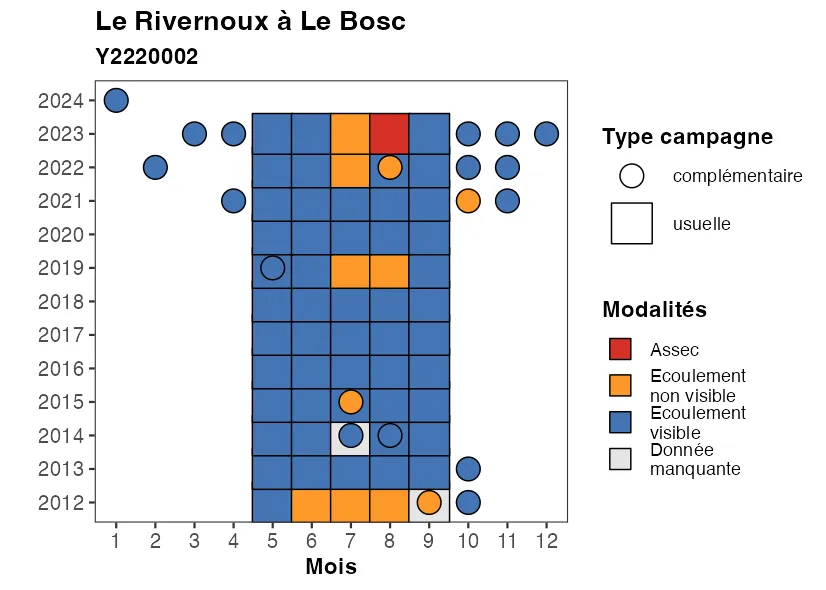 Le Rivernoux à Le Bosc
Y2220002
2024
2023
2022
2021
2020
2019
2018
2017
2016
2015
2014
2013
2012
1 2 3 4 5 6 7 8 9 10 11 12
Mois
Type campagne
complémentaire
usuelle
Modalités
Assec
Ecoulement
non visible
Ecoulement
visible
Donnée
manquante